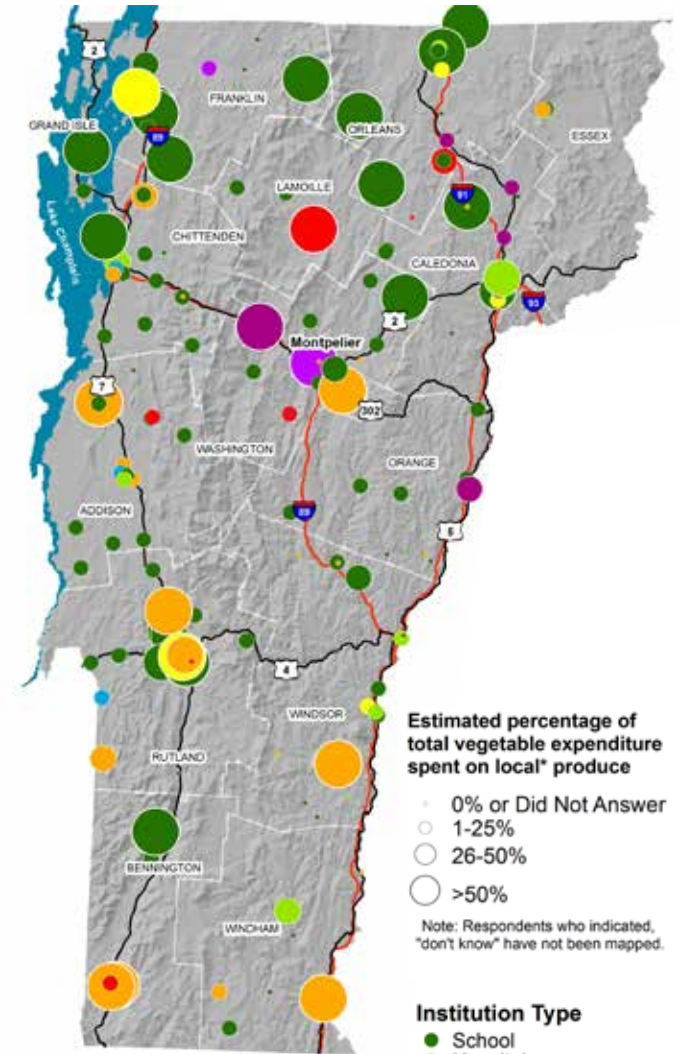 2
FRANKLIN
GRAND ISLE
89
ORLEANS
ESSEX
LAMOILLE
91
Lake Champlain
CHITTENDEN
CALEDONIA
93
2
Montpelier
7
302
WASHINGTON
ORANGE
89
ADDISON
5
4
WINDSOR
RUTLAND
BENNINGTON
WINDHAM
Estimated percentage of
total vegetable expenditure
spent on local* produce
0% or Did Not Answer
1-25%
26-50%
>50%
Note: Respondents who indicated,
"don't know" have not been mapped.
Institution Type
School